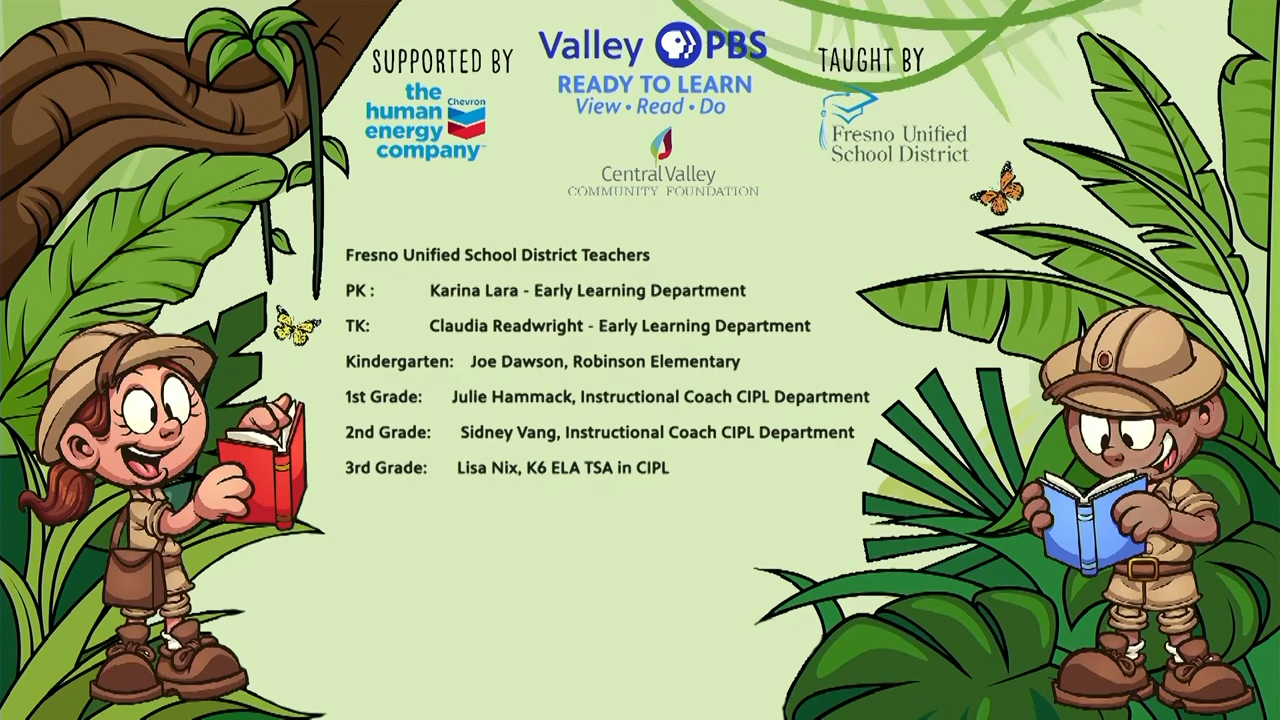 SUPPORTED BY
the
human
energy
company™
Chevron
Valley PBS
READY TO LEARN
View • Read • Do
Central Valley
COMMUNITY FOUNDATION
TAUGHT BY
Fresno Unified
School District
Fresno Unified School District Teachers
PK : Karina Lara - Early Learning Department
TK: Claudia Readwright - Early Learning Department
Kindergarten: Joe Dawson, Robinson Elementary
1st Grade: Julie Hammack, Instructional Coach CIPL Department
2nd Grade: Sidney Vang, Instructional Coach CIPL Department
3rd Grade: Lisa Nix, K6 ELA TSA in CIPL